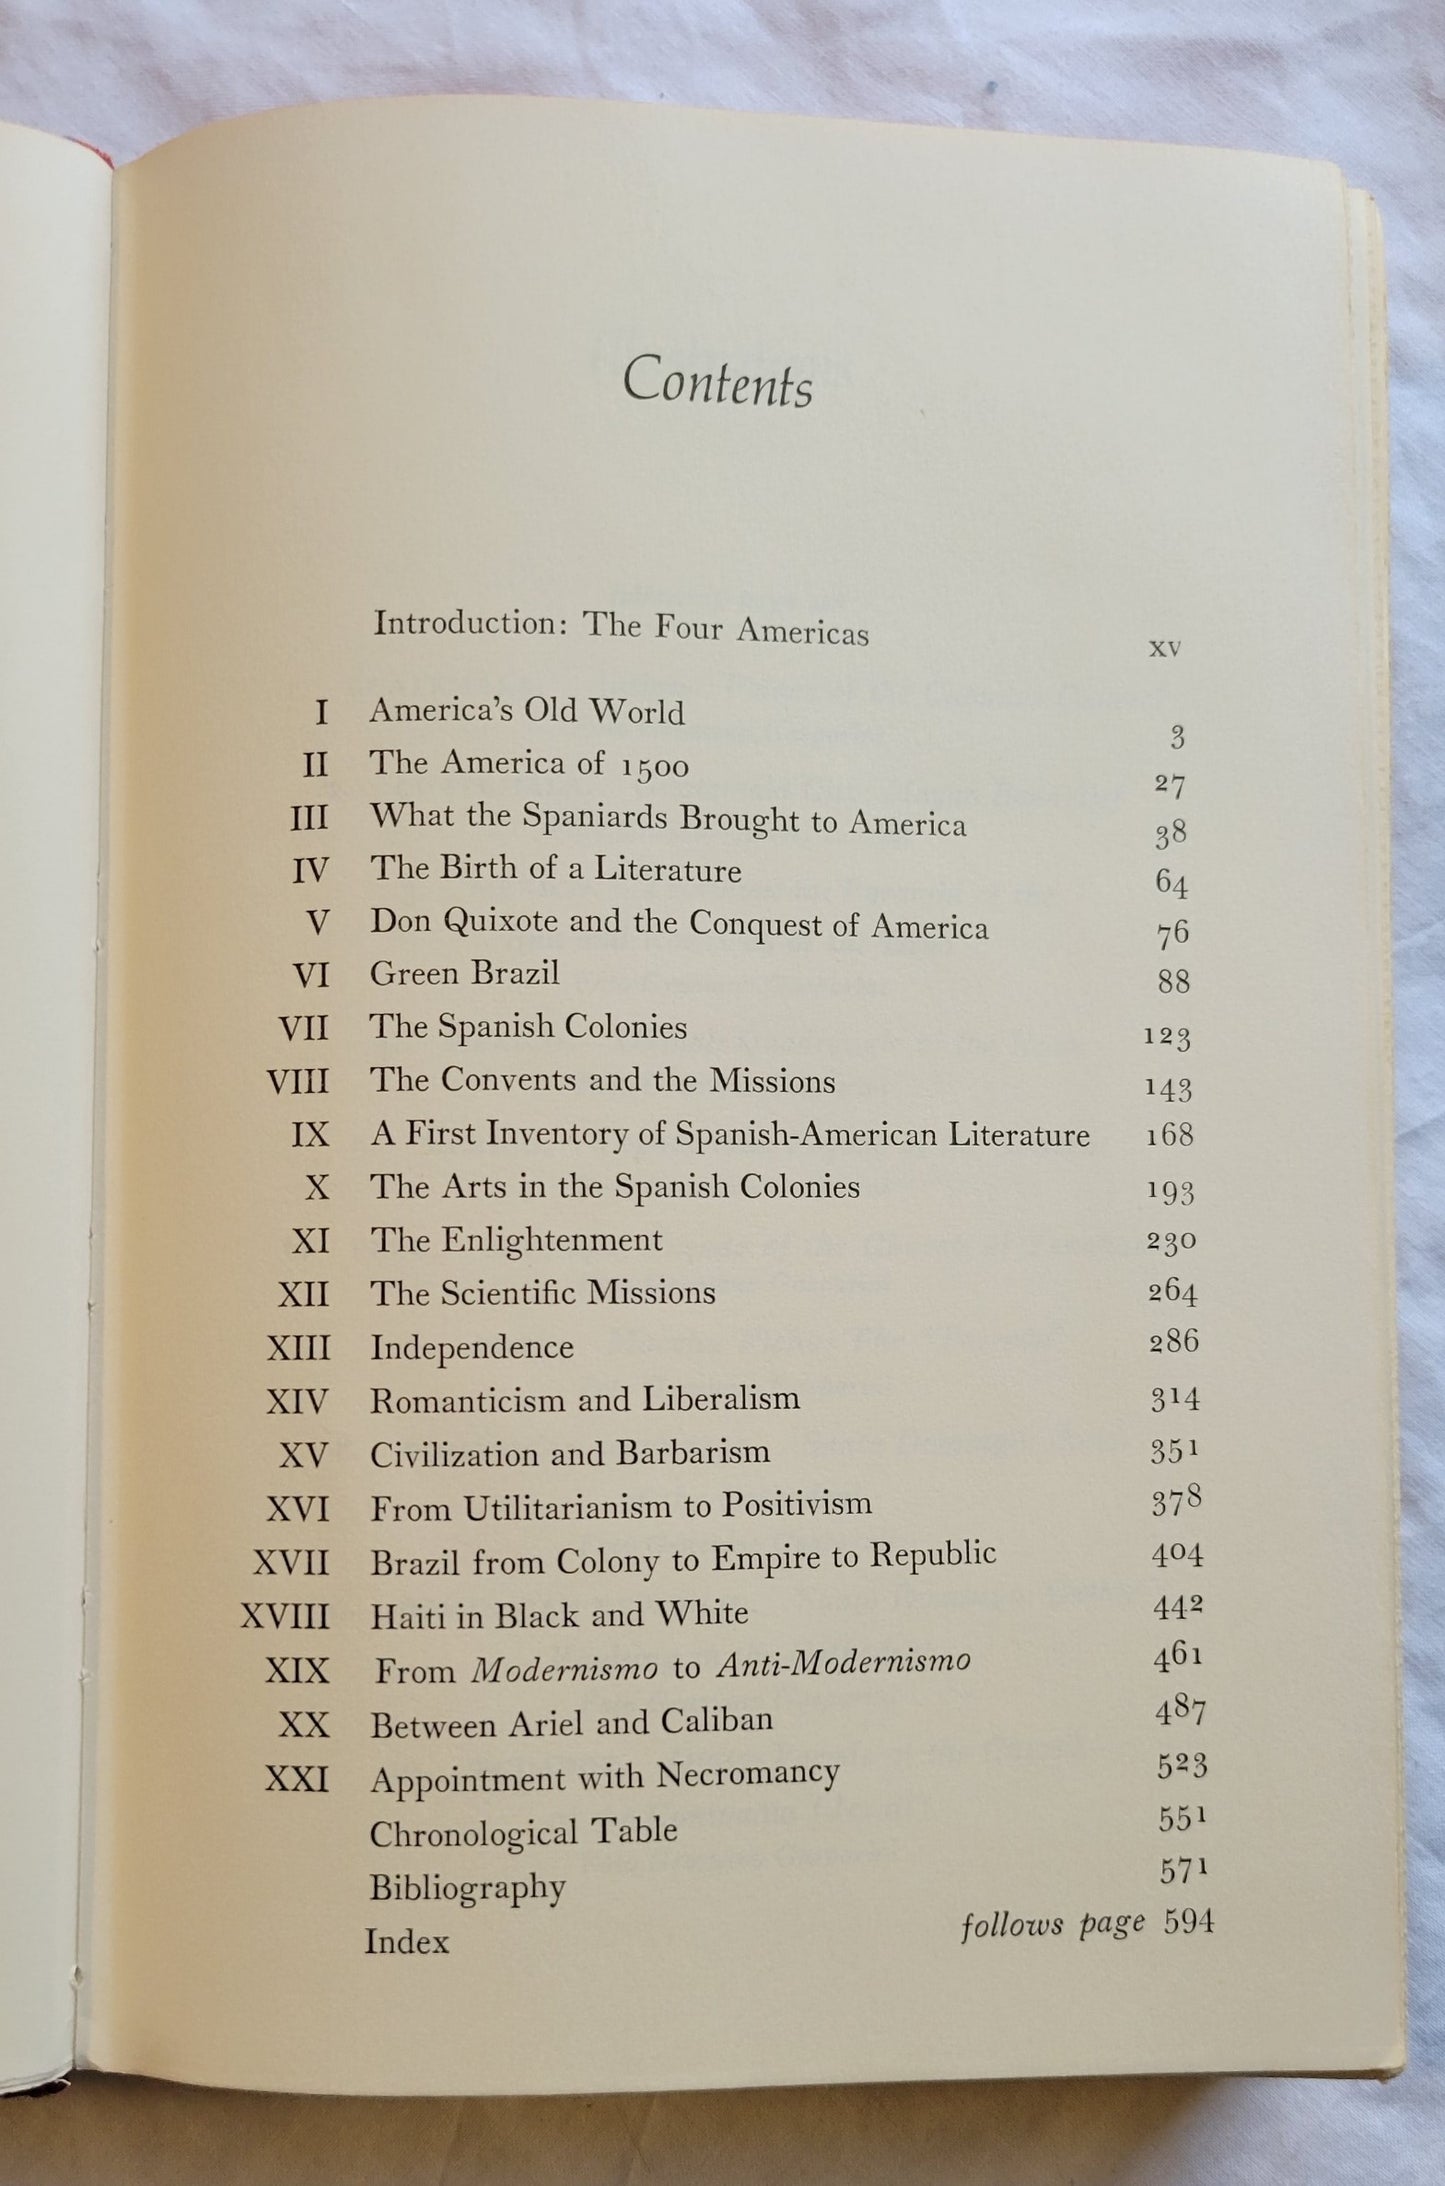 Contents
Introduction: The Four Americas xv
I America's Old World 3
II The America of 1500 27
III What the Spaniards Brought to America 38
IV The Birth of a Literature 64
V Don Quixote and the Conquest of America 76
VI Green Brazil 88
VII The Spanish Colonies 123
VIII The Convents and the Missions 143
IX A First Inventory of Spanish-American Literature 168
X The Arts in the Spanish Colonies 193
XI The Enlightenment 230
XII The Scientific Missions 264
XIII Independence 286
XIV Romanticism and Liberalism 314
XV Civilization and Barbarism 351
XVI From Utilitarianism to Positivism 378
XVII Brazil from Colony to Empire to Republic 404
XVIII Haiti in Black and White 442
XIX From Modernismo to Anti-Modernismo 461
XX Between Ariel and Caliban 487
XXI Appointment with Necromancy 523
Chronological Table 551
Bibliography 571
Index follows page 594